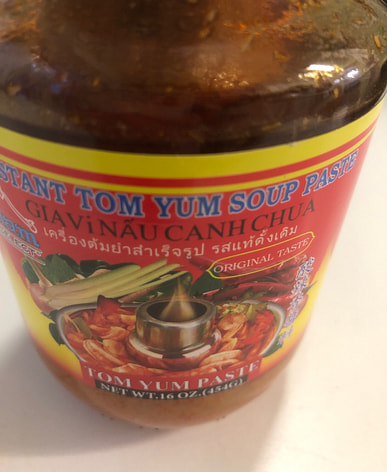 STANT TOM YUM SOUP PASTE
GIA VỊ NẤU CANH CHUA
เครื่องต้มยำสำเร็จรูป รสแท้ดั้งเดิม
ORIGINAL TASTE
TOM YUM PASTE
NET WT.16 OZ.(454G)